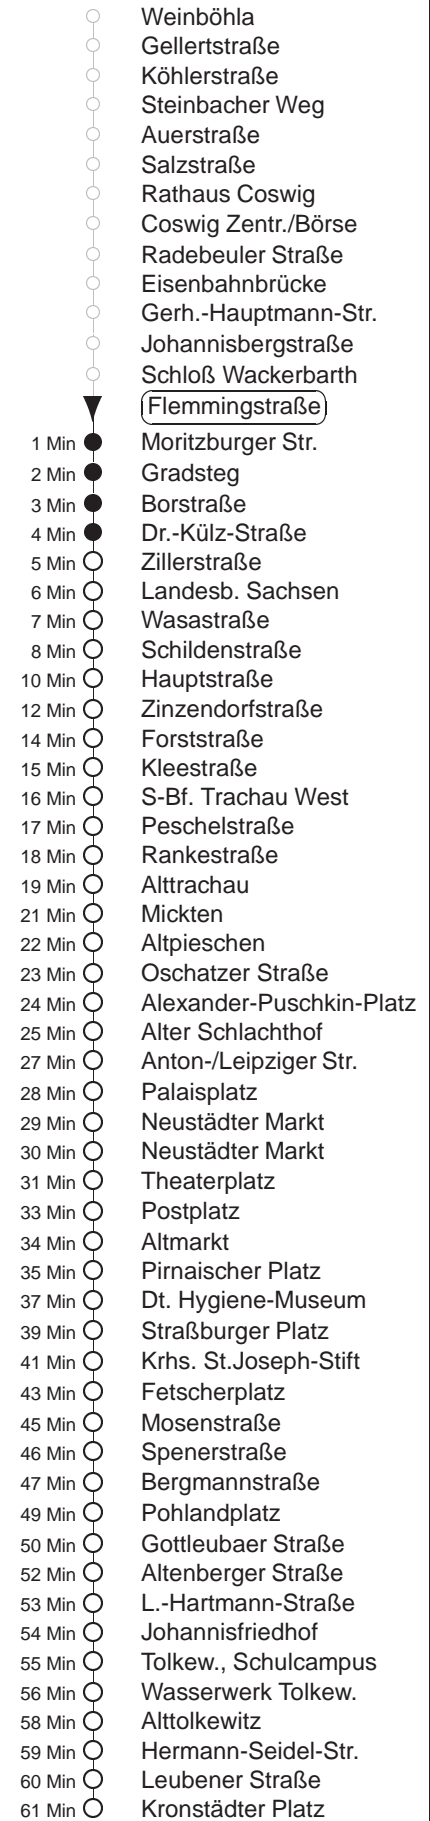 Weinböhla
Gellertstraße
Köhlerstraße
Steinbacher Weg
Auerstraße
Salzstraße
Rathaus Coswig
Coswig Zentr./Börse
Radebeuler Straße
Eisenbahnbrücke
Gerh.-Hauptmann-Str.
Johannisbergstraße
Schloß Wackerbarth
Flemmingstraße
1 Min Moritzburger Str.
2 Min Gradsteg
3 Min Borstraße
4 Min Dr.-Külz-Straße
5 Min Zillerstraße
6 Min Landesb. Sachsen
7 Min Wasastraße
8 Min Schildenstraße
10 Min Hauptstraße
12 Min Zinzendorfstraße
14 Min Forststraße
15 Min Kleestraße
16 Min S-Bf. Trachau West
17 Min Peschelstraße
18 Min Rankestraße
19 Min Alttrachau
21 Min Mickten
22 Min Altpieschen
23 Min Oschatzer Straße
24 Min Alexander-Puschkin-Platz
25 Min Alter Schlachthof
27 Min Anton-/Leipziger Str.
28 Min Palaisplatz
29 Min Neustädter Markt
30 Min Neustädter Markt
31 Min Theaterplatz
33 Min Postplatz
34 Min Altmarkt
35 Min Pirnaischer Platz
37 Min Dt. Hygiene-Museum
39 Min Straßburger Platz
41 Min Krhs. St.Joseph-Stift
43 Min Fetscherplatz
45 Min Mosenstraße
46 Min Spenerstraße
47 Min Bergmannstraße
49 Min Pohlandplatz
50 Min Gottleubaer Straße
52 Min Altenberger Straße
53 Min L.-Hartmann-Straße
54 Min Johannisfriedhof
55 Min Tolkew., Schulcampus
56 Min Wasserwerk Tolkew.
58 Min Alttolkewitz
59 Min Hermann-Seidel-Str.
60 Min Leubener Straße
61 Min Kronstädter Platz